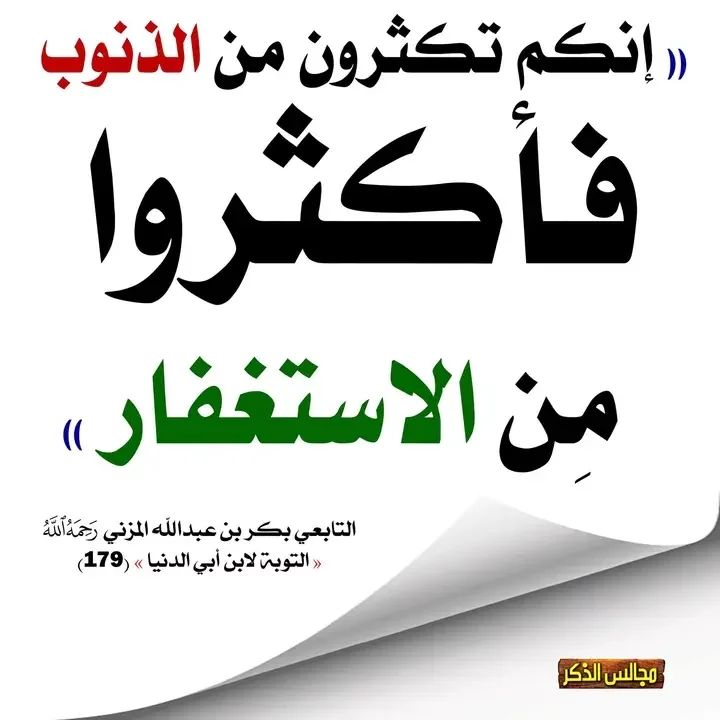 (( إنكم تكثرون من الذنوب
فأكثروا
مِن الاستغفار ))
التابعي بكر بن عبدالله المزني رَحِمَهُ ٱللَّهُ
« التوبة لابن أبي الدنيا » (179)
مجالس الذكر